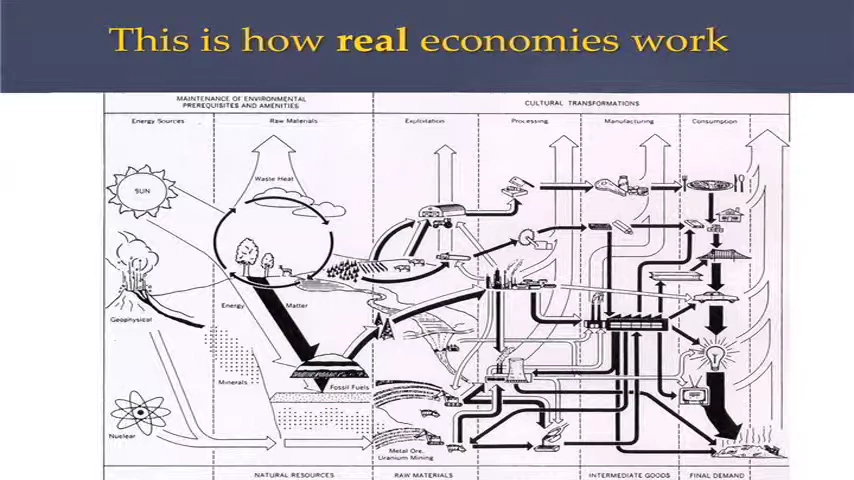 This is how real economies work
MAINTENANCE OF ENVIRONMENTAL
PREREQUISITES AND AMENITIES
CULTURAL TRANSFORMATIONS
Energy Sources
Raw Materials
Exploitation
Processing
Manufacturing
Consumption
Waste Heat
SUN
Energy
Matter
Geophysical
Minerals
Fossil Fuels
Nuclear
Metal Ore,
Uranium Mining
NATURAL RESOURCES
RAW MATERIALS
INTERMEDIATE GOODS
FINAL DEMAND